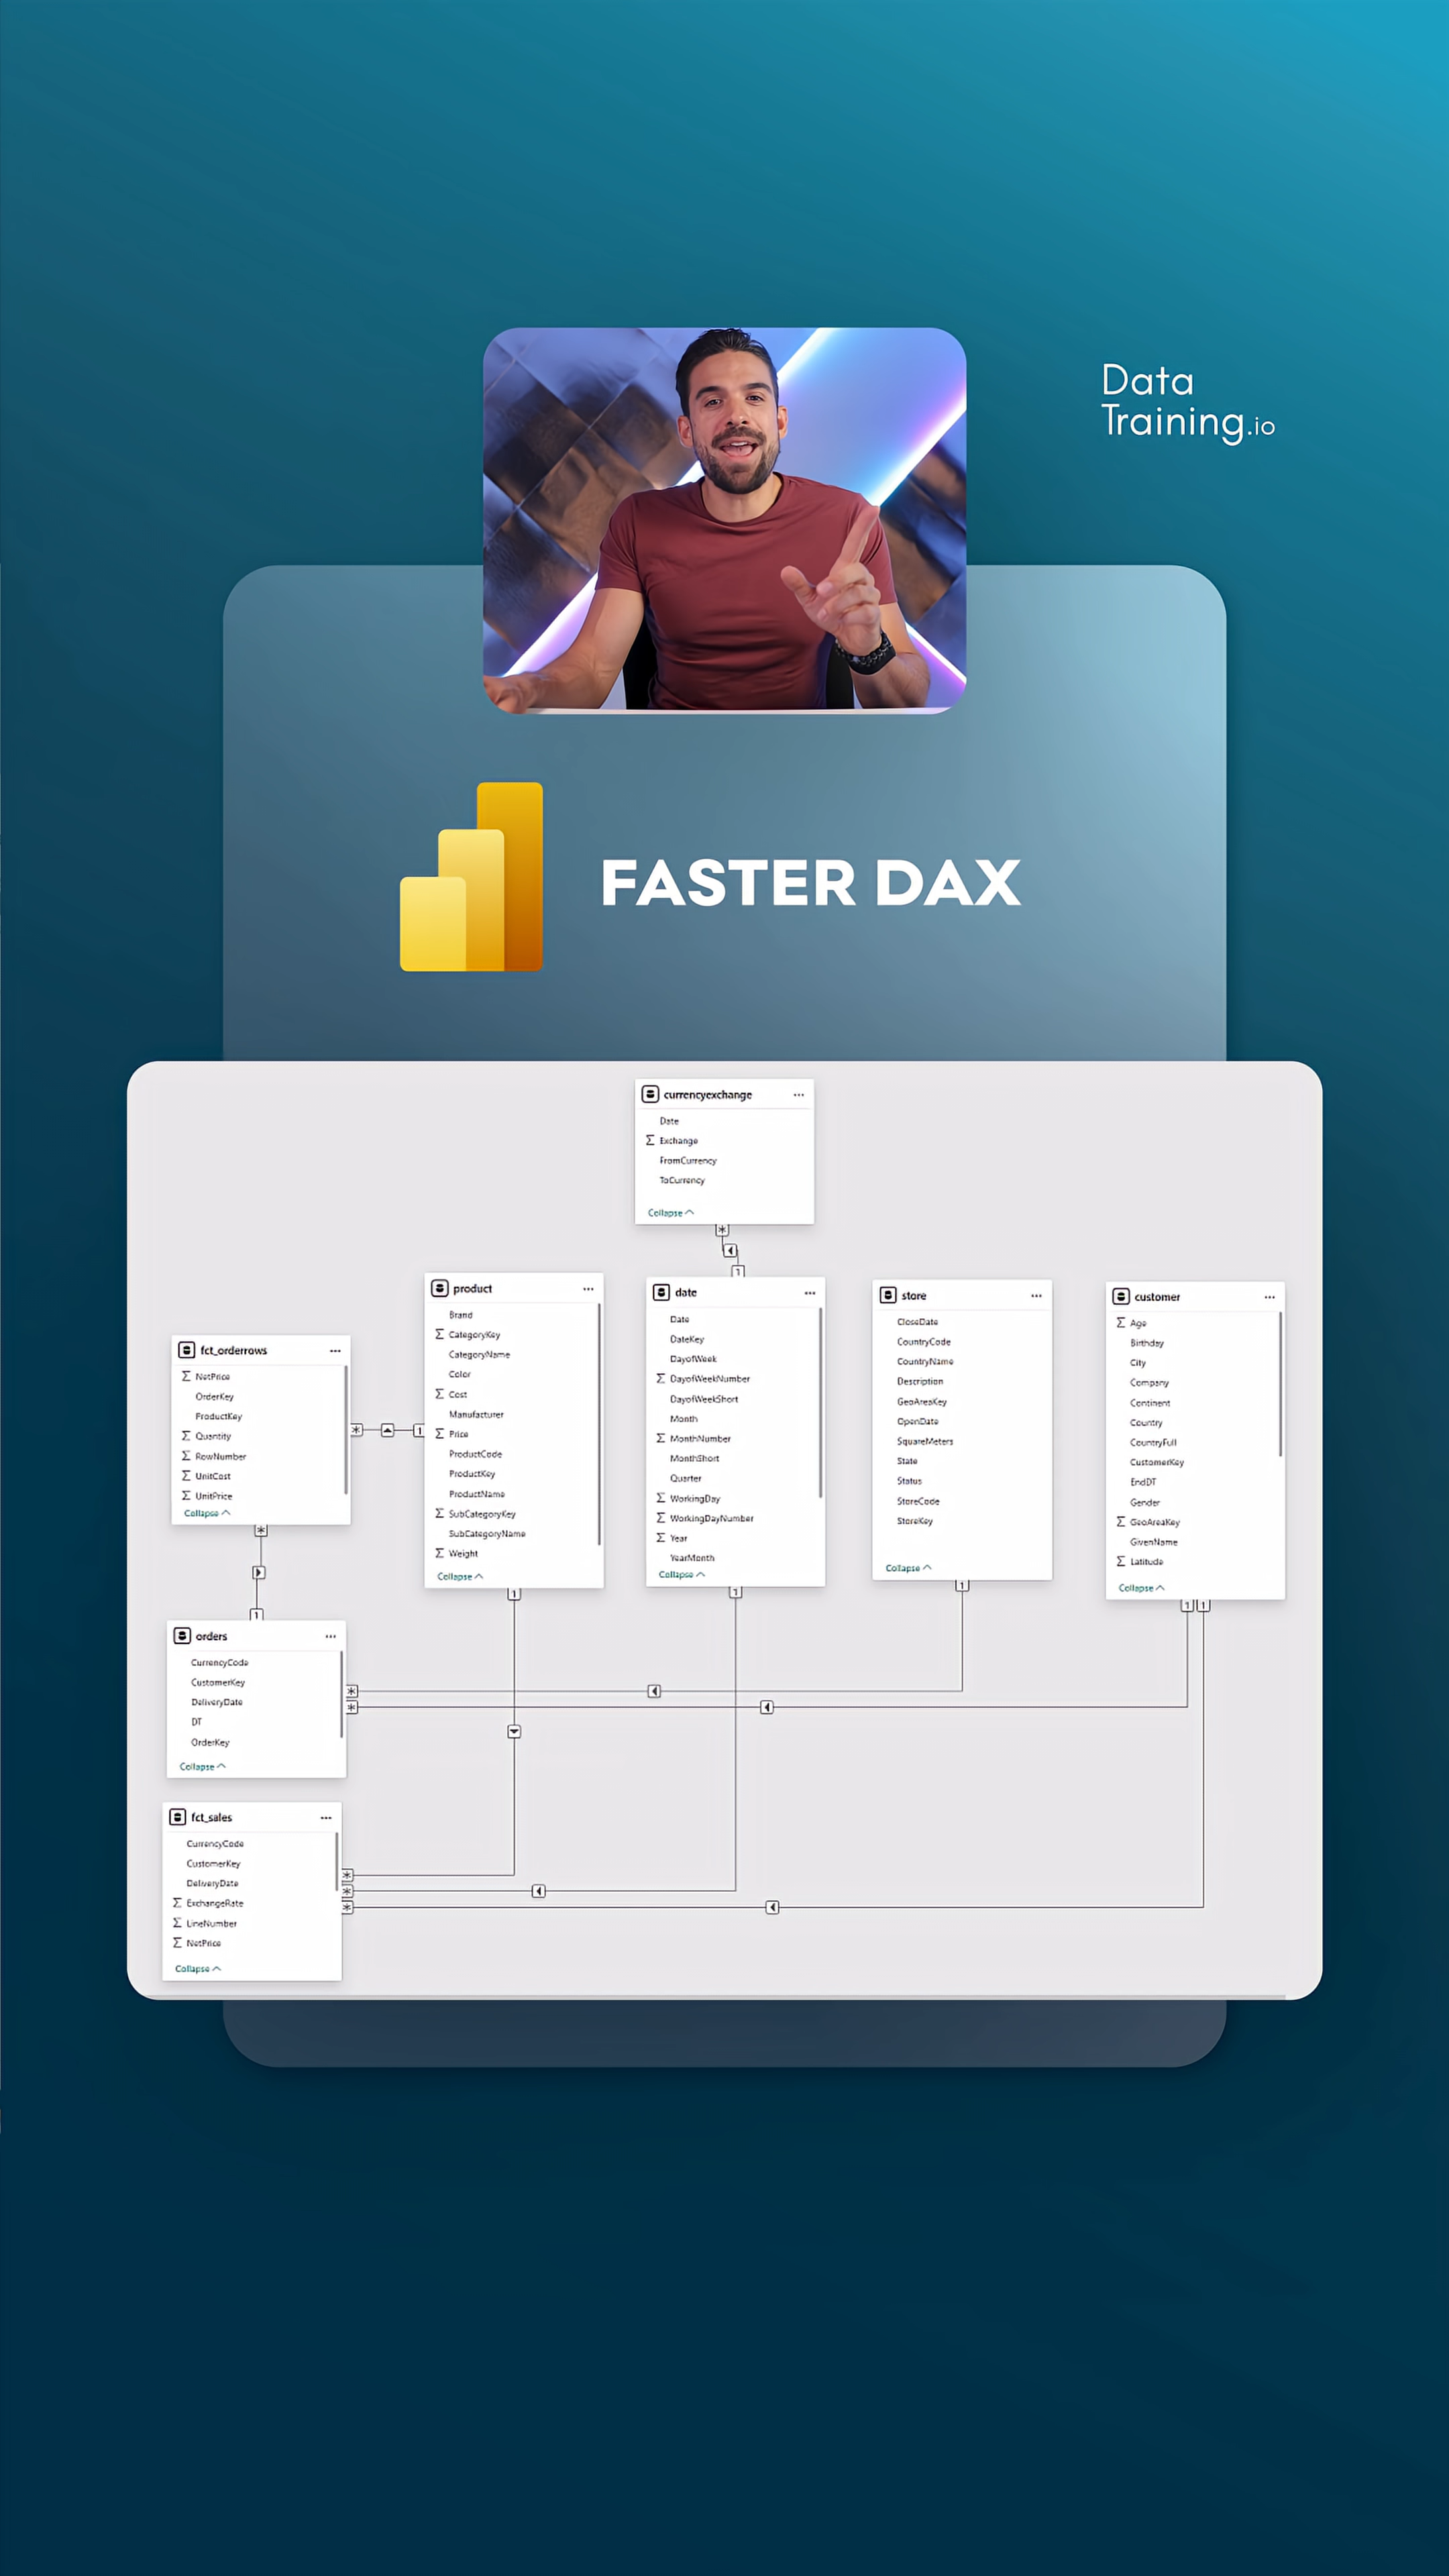 Data
Training.io
FASTER DAX
currencyexchange
Date
Exchange
FromCurrency
ToCurrency
Collapse
product
Brand
CategoryKey
CategoryName
Color
Cost
Manufacturer
Price
ProductCode
ProductKey
ProductName
SubCategoryKey
SubCategoryName
Weight
Collapse
date
Date
DateKey
DayofWeek
DayofWeekNumber
DayofWeekShort
Month
MonthNumber
MonthShort
Quarter
WorkingDay
WorkingDayNumber
Year
YearMonth
Collapse
store
CloseDate
CountryCode
CountryName
Description
GeoAreaKey
OpenDate
SquareMeters
State
Status
StoreCode
StoreKey
Collapse
customer
Age
Birthday
City
Company
Continent
Country
CountryFull
CustomerKey
EndDT
Gender
GeoAreaKey
GivenName
Latitude
Collapse
fct_orderrows
NetPrice
OrderKey
ProductKey
Quantity
RowNumber
UnitCost
UnitPrice
Collapse
orders
CurrencyCode
CustomerKey
DeliveryDate
DT
OrderKey
Collapse
fct_sales
CurrencyCode
CustomerKey
DeliveryDate
ExchangeRate
LineNumber
NetPrice
Collapse